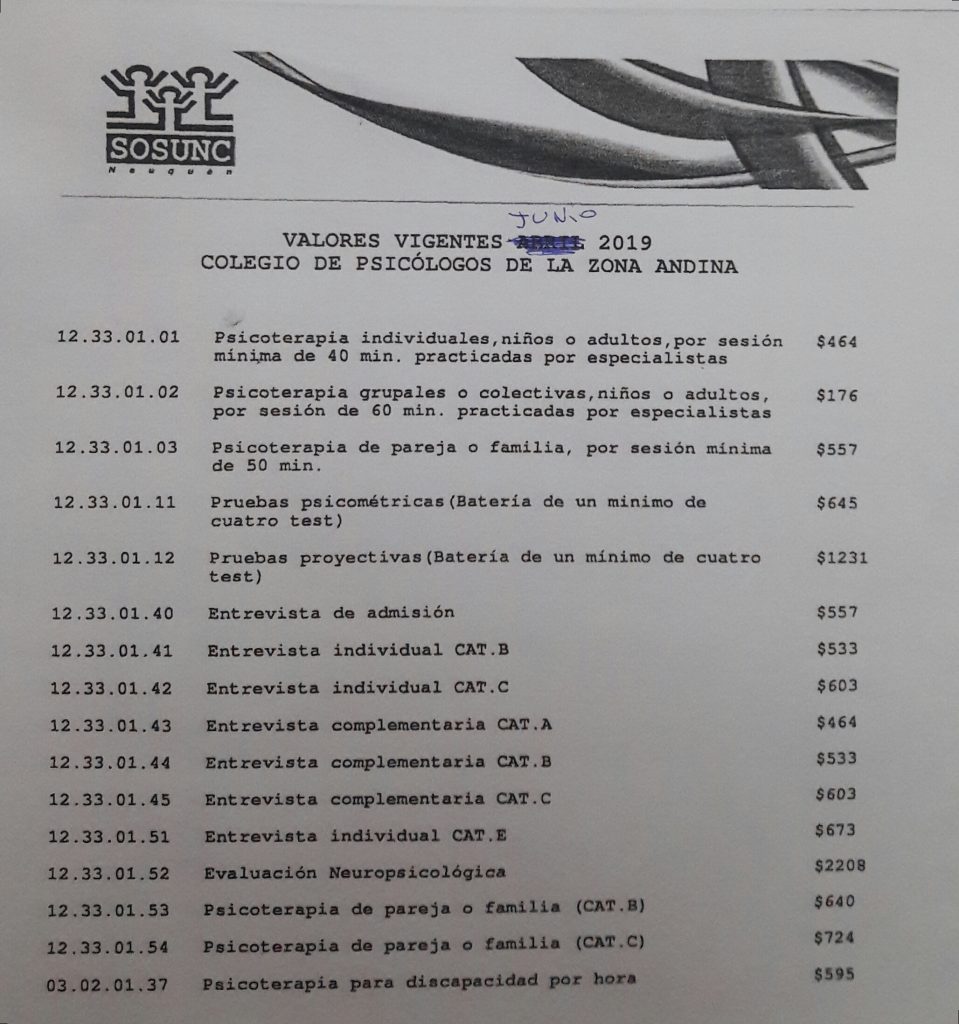 SOSUNC
Neuquén
JUNIO
VALORES VIGENTES ABRIL 2019
COLEGIO DE PSICÓLOGOS DE LA ZONA ANDINA
12.33.01.01 Psicoterapia individuales,niños o adultos,por sesión $464
mínima de 40 min. practicadas por especialistas
12.33.01.02 Psicoterapia grupales o colectivas,niños o adultos, $176
por sesión de 60 min. practicadas por especialistas
12.33.01.03 Psicoterapia de pareja o familia, por sesión mínima $557
de 50 min.
12.33.01.11 Pruebas psicométricas(Batería de un minimo de $645
cuatro test)
12.33.01.12 Pruebas proyectivas(Batería de un mínimo de cuatro $1231
test)
12.33.01.40 Entrevista de admisión $557
12.33.01.41 Entrevista individual CAT.B $533
12.33.01.42 Entrevista individual CAT.C $603
12.33.01.43 Entrevista complementaria CAT.A $464
12.33.01.44 Entrevista complementaria CAT.B $533
12.33.01.45 Entrevista complementaria CAT.C $603
12.33.01.51 Entrevista individual CAT.E $673
12.33.01.52 Evaluación Neuropsicológica $2208
12.33.01.53 Psicoterapia de pareja o familia (CAT.B) $640
12.33.01.54 Psicoterapia de pareja o familia (CAT.C) $724
03.02.01.37 Psicoterapia para discapacidad por hora $595